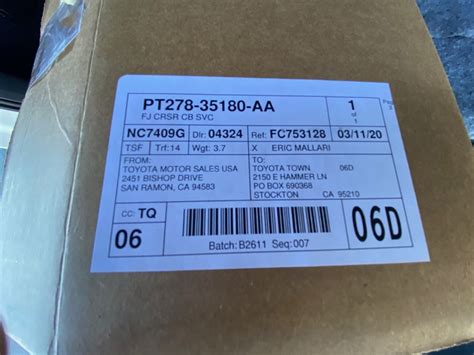 PT278-35180-AA
FJ CRSR CB SVC
1
of
1
NC7409G Dlr: 04324 Ref: FC753128 03/11/20
TSF Trf: 14 Wgt: 3.7 X ERIC MALLARI
FROM:
TOYOTA MOTOR SALES USA
2451 BISHOP DRIVE
SAN RAMON, CA 94583
TO:
TOYOTA TOWN 06D
2150 E HAMMER LN
PO BOX 690368
STOCKTON CA 95210
CC: TQ
06
06D
Batch: B2611 Seq: 007